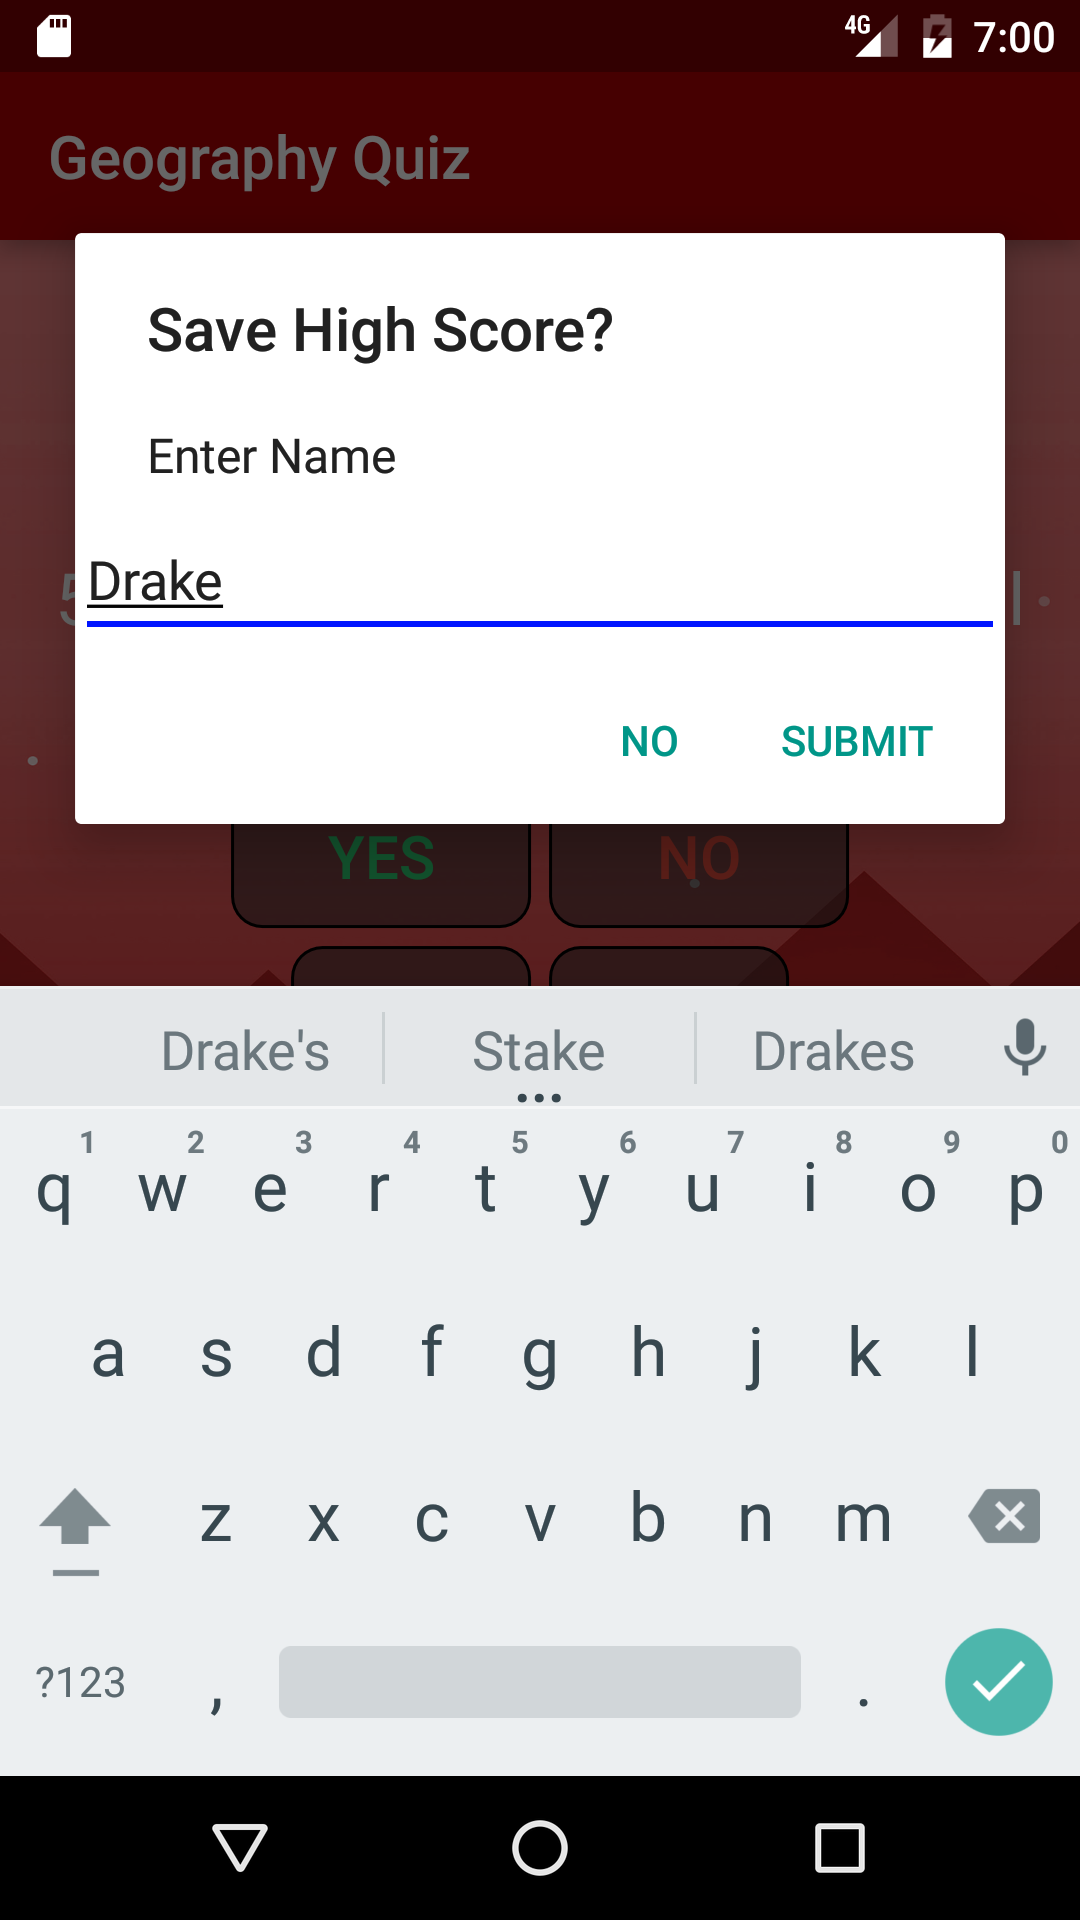 4G 7:00
Geography Quiz
Save High Score?
Enter Name
Drake
NO SUBMIT
YES NO
Drake's Stake Drakes
1 2 3 4 5 6 7 8 9 0
q w e r t y u i o p
a s d f g h j k l
z x c v b n m
?123 , .